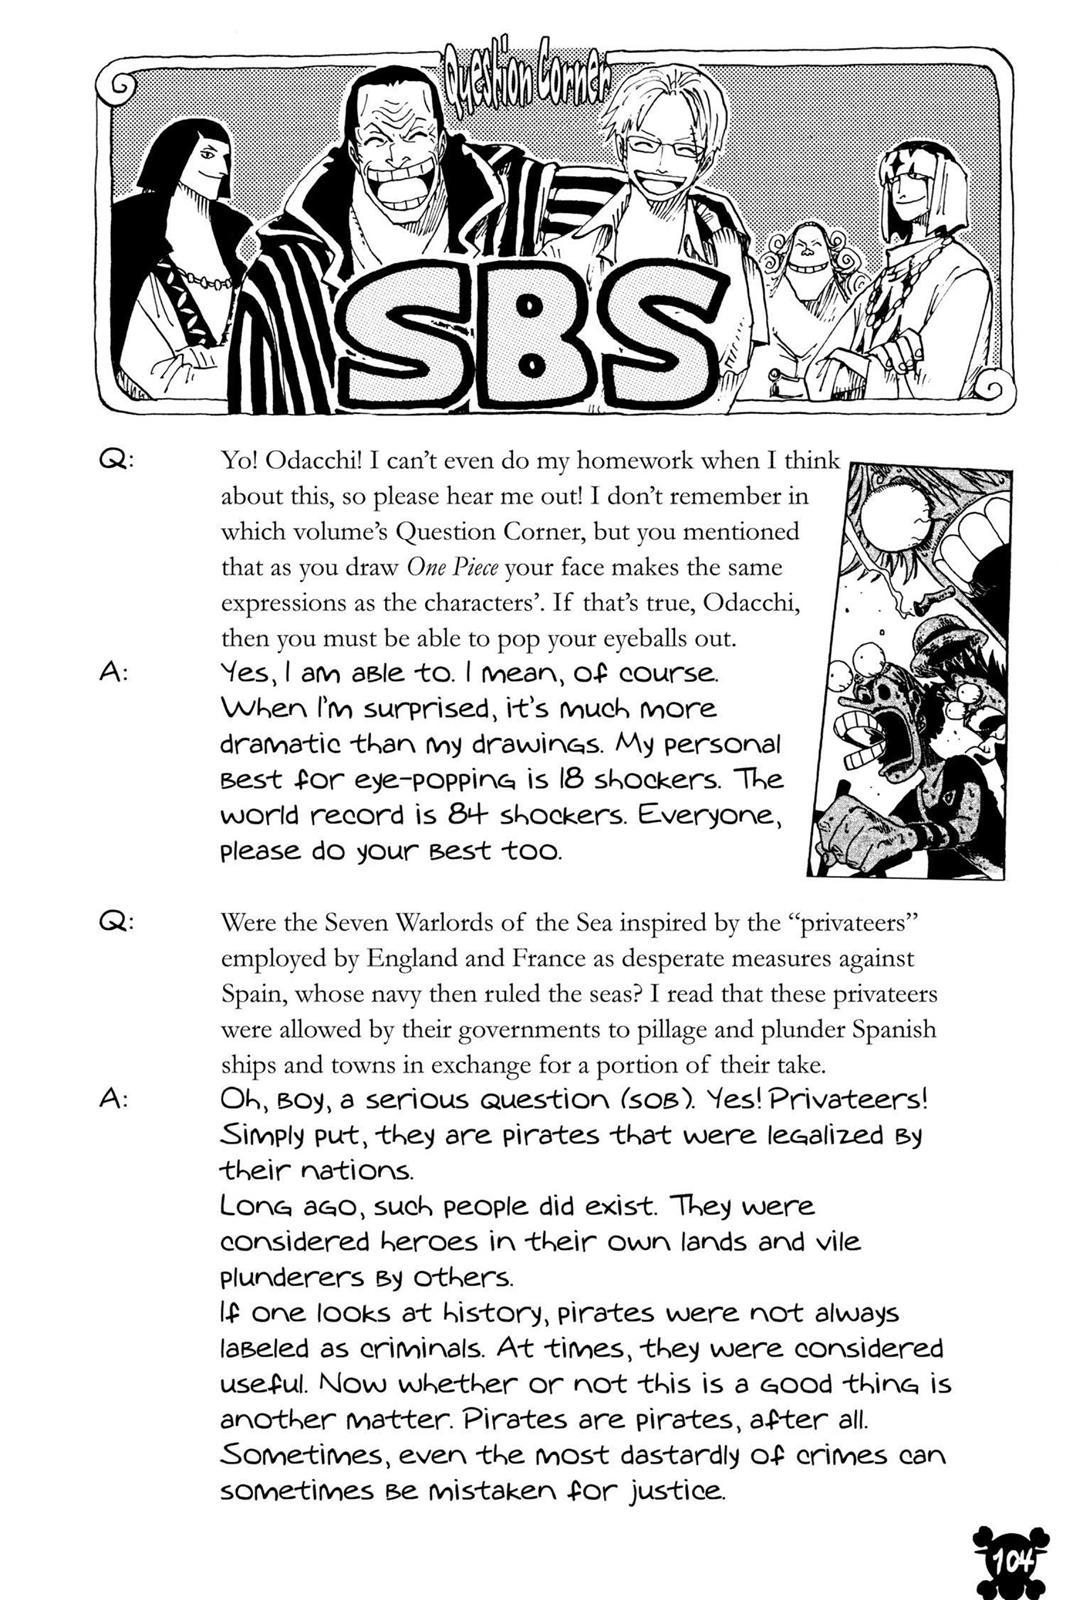 Question Corner
SBS
Q:
Yo! Odacchi! I can't even do my homework when I think
about this, so please hear me out! I don't remember in
which volume's Question Corner, but you mentioned
that as you draw One Piece your face makes the same
expressions as the characters'. If that's true, Odacchi,
then you must be able to pop your eyeballs out.
A:
Yes, I am able to. I mean, of course.
When I'm surprised, it's much more
dramatic than my drawings. My personal
best for eye-popping is 18 shockers. The
world record is 84 shockers. Everyone,
please do your best too.
Q:
Were the Seven Warlords of the Sea inspired by the “privateers”
employed by England and France as desperate measures against
Spain, whose navy then ruled the seas? I read that these privateers
were allowed by their governments to pillage and plunder Spanish
ships and towns in exchange for a portion of their take.
A:
Oh, boy, a serious question (sob). Yes! Privateers!
Simply put, they are pirates that were legalized by
their nations.
Long ago, such people did exist. They were
considered heroes in their own lands and vile
plunderers by others.
If one looks at history, pirates were not always
labeled as criminals. At times, they were considered
useful. Now whether or not this is a good thing is
another matter. Pirates are pirates, after all.
Sometimes, even the most dastardly of crimes can
sometimes be mistaken for justice.
104